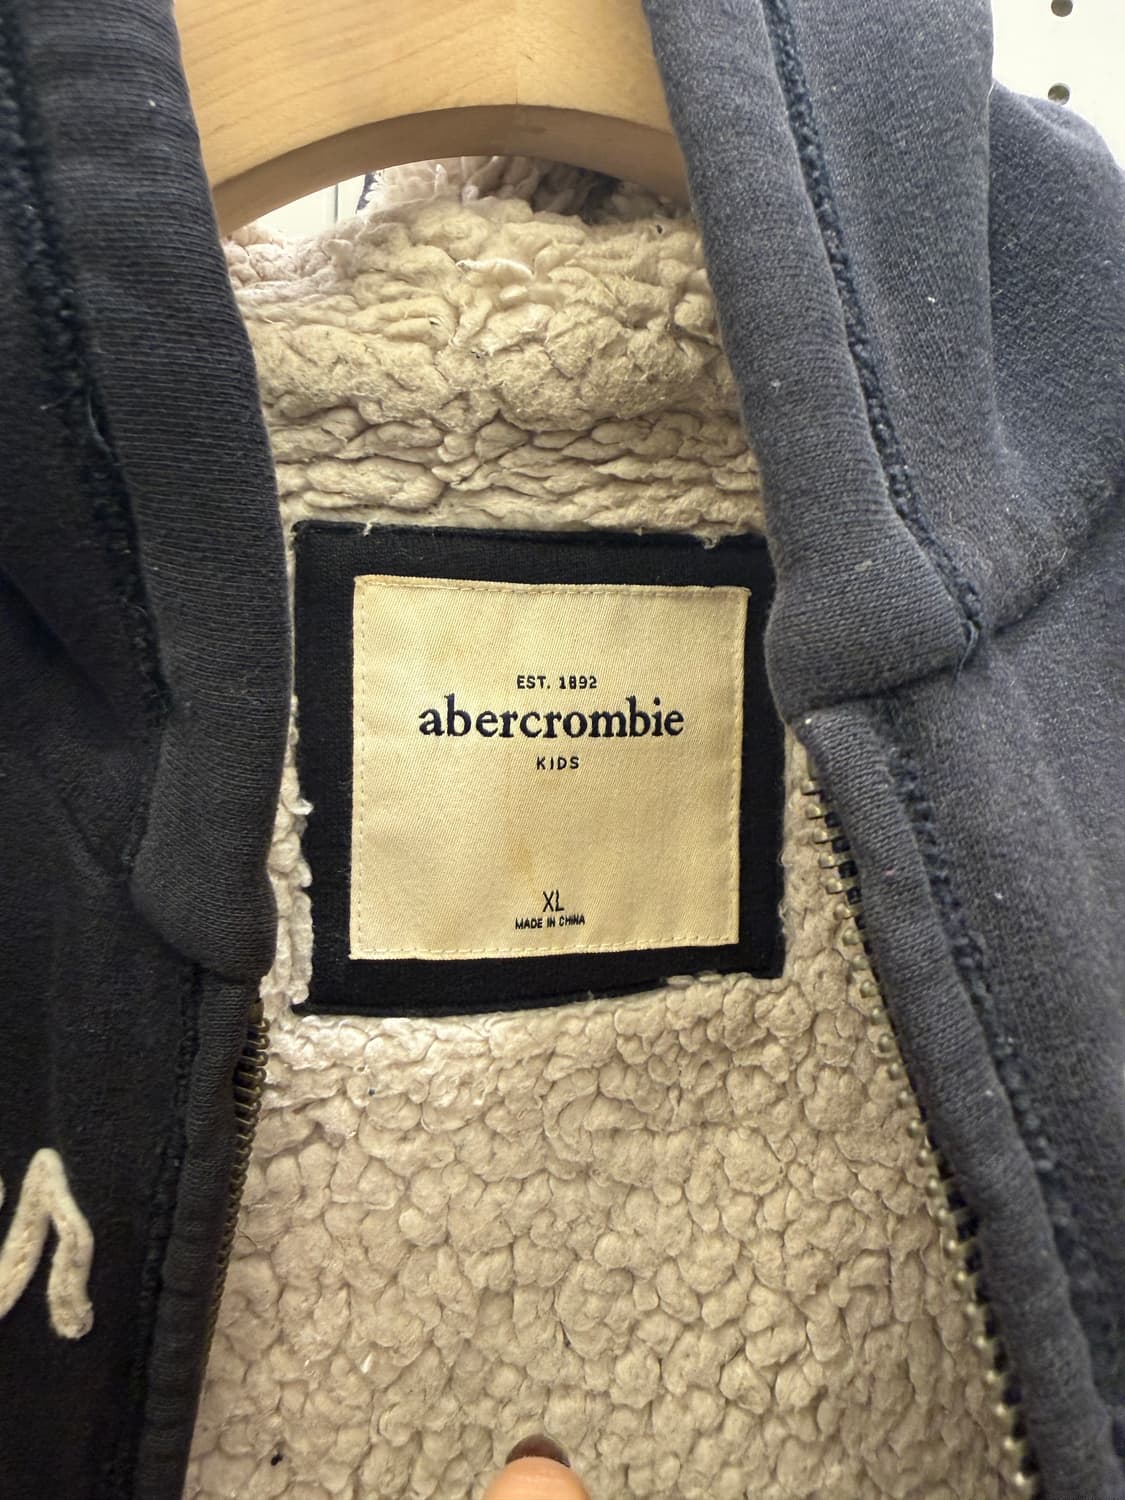 EST. 1892
abercrombie
KIDS
XL
MADE IN CHINA